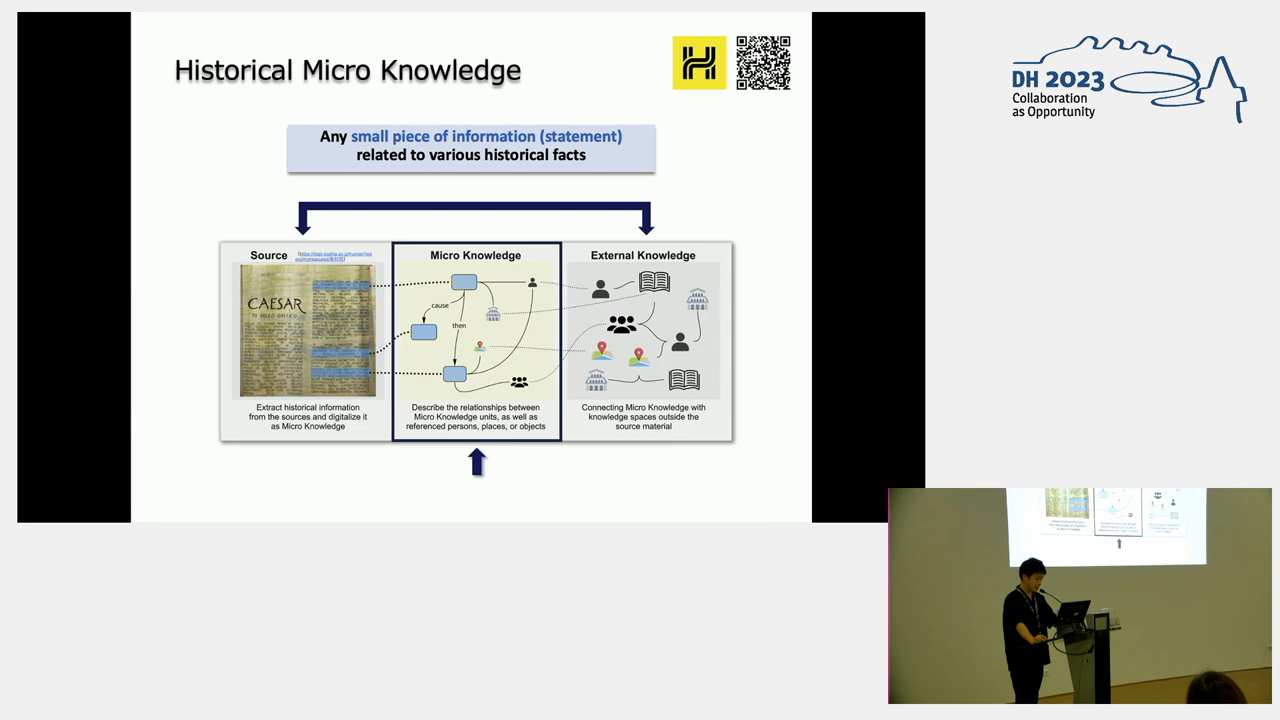 Historical Micro Knowledge
Any small piece of information (statement)
related to various historical facts
Source
CAESAR
DE BELLO GALLICO
Extract historical information
from the sources and digitalize it
as Micro Knowledge
Micro Knowledge
cause
then
Describe the relationships between
Micro Knowledge units, as well as
referenced persons, places, or objects
External Knowledge
Connecting Micro Knowledge with
knowledge spaces outside the
source material
DH 2023
Collaboration
as Opportunity